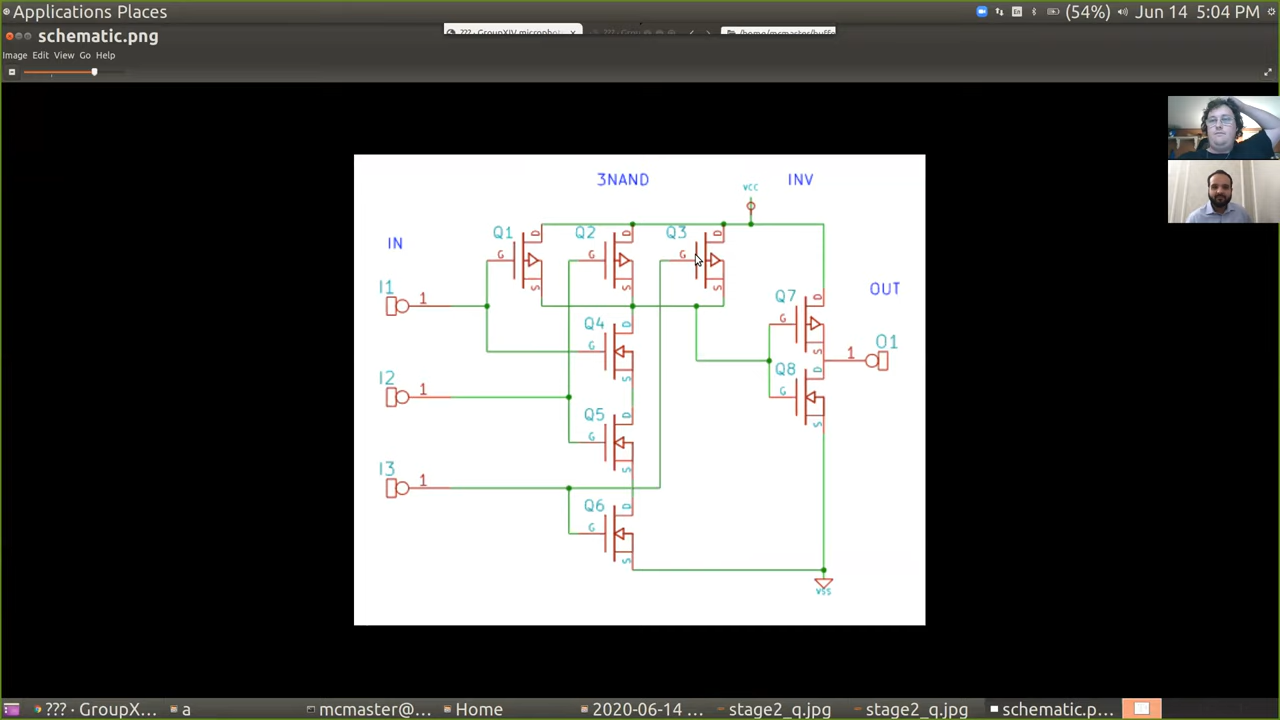 Applications Places
En (54%) Jun 14 5:04 PM
schematic.png
??? · GroupXIV
Image Edit View Go Help
3NAND INV
VCC
IN
Q1 D G S
Q2 D G S
Q3 D G S
I1 1
Q4 D G S
Q7 D G S
OUT
O1 1
Q8 D G S
I2 1
Q5 D G S
I3 1
Q6 D G S
VSS
??? · GroupX... a mcmaster@... Home 2020-06-14 ... stage2_q.jpg stage2_q.jpg schematic.p...